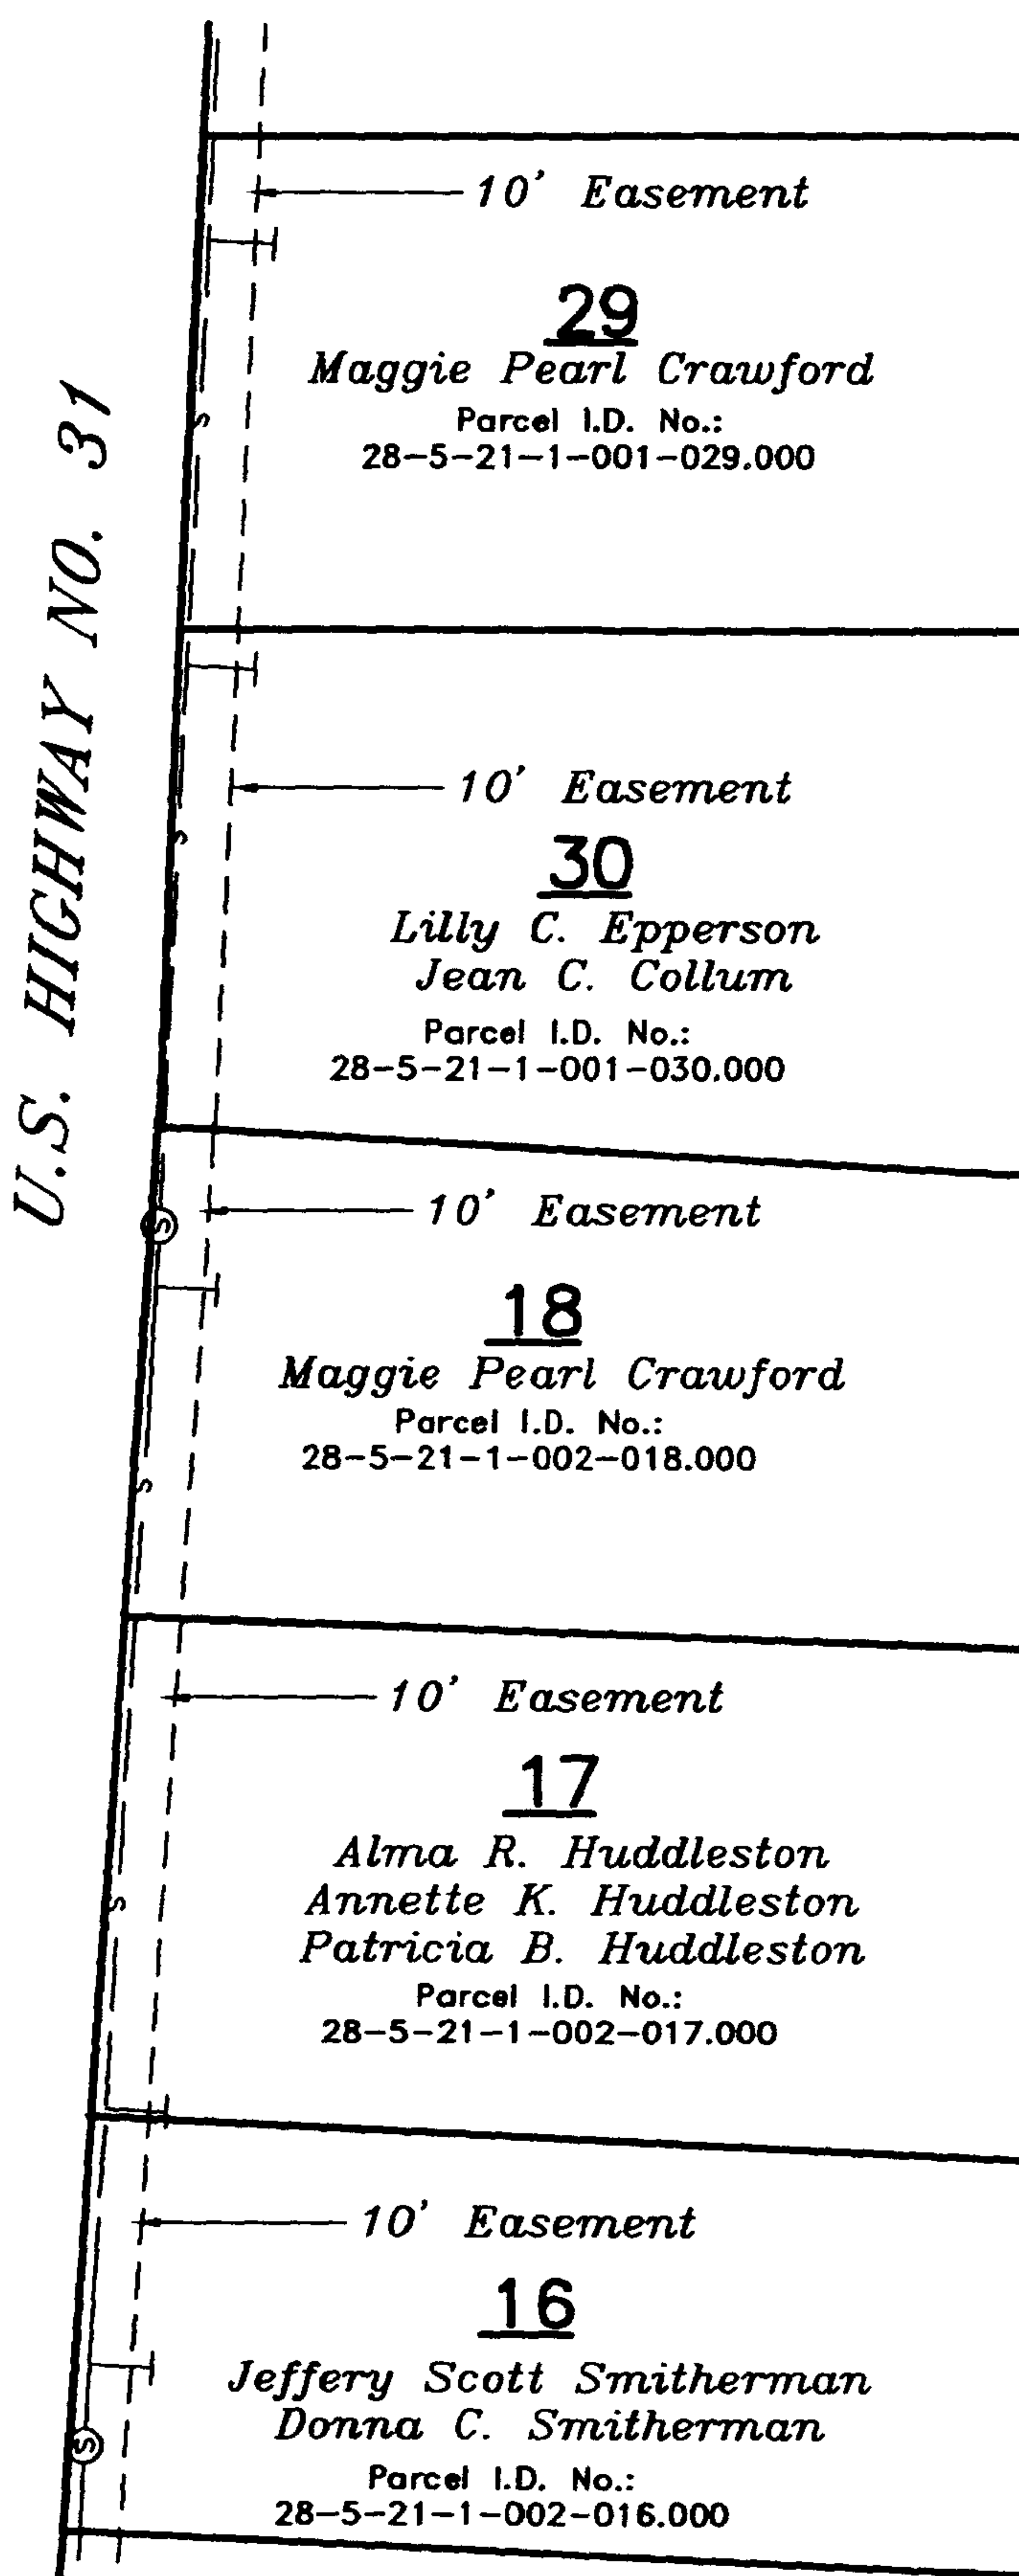 U.S. HIGHWAY NO. 31
10' Easement
29
Maggie Pearl Crawford
Parcel I.D. No.:
28-5-21-1-001-029.000
S
10' Easement
30
Lilly C. Epperson
Jean C. Collum
Parcel I.D. No.:
28-5-21-1-001-030.000
S
10' Easement
S
18
Maggie Pearl Crawford
Parcel I.D. No.:
28-5-21-1-002-018.000
S
10' Easement
17
Alma R. Huddleston
Annette K. Huddleston
Patricia B. Huddleston
Parcel I.D. No.:
28-5-21-1-002-017.000
S
10' Easement
16
Jeffery Scott Smitherman
Donna C. Smitherman
S
Parcel I.D. No.:
28-5-21-1-002-016.000